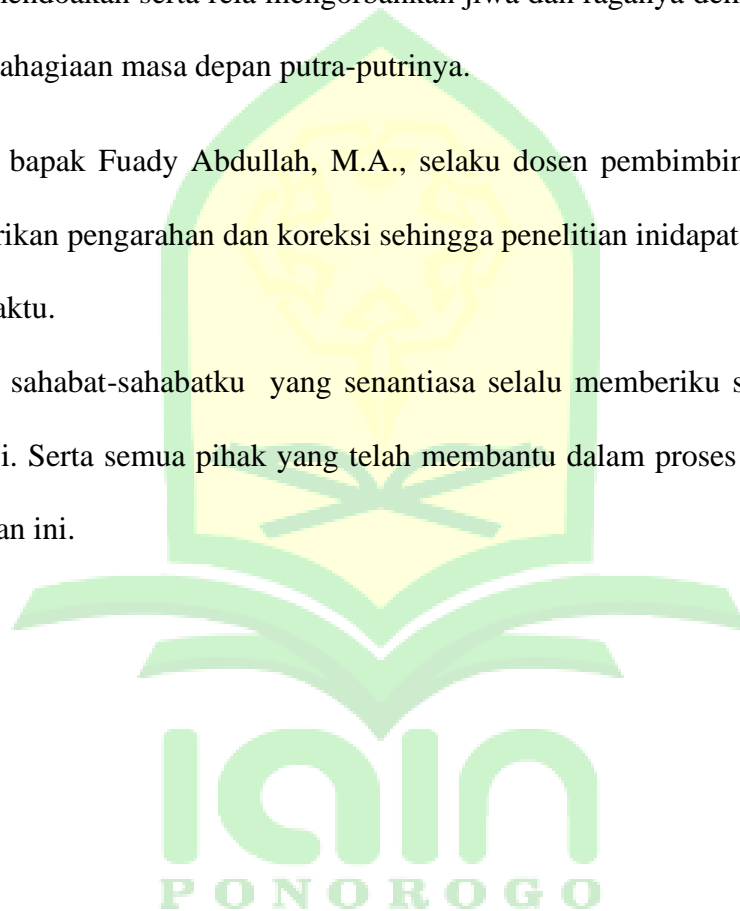 mendoakan serta rela mengorbankan jiwa dan raganya
ahagiaan masa depan putra-putrinya.
bapak Fuady Abdullah, M.A., selaku dosen pembimbin
rikan pengarahan dan koreksi sehingga penelitian inidapat
aktu.
sahabat-sahabatku yang senantiasa selalu memberiku s
i. Serta semua pihak yang telah membantu dalam proses
an ini.
IAIN
PONOROGO